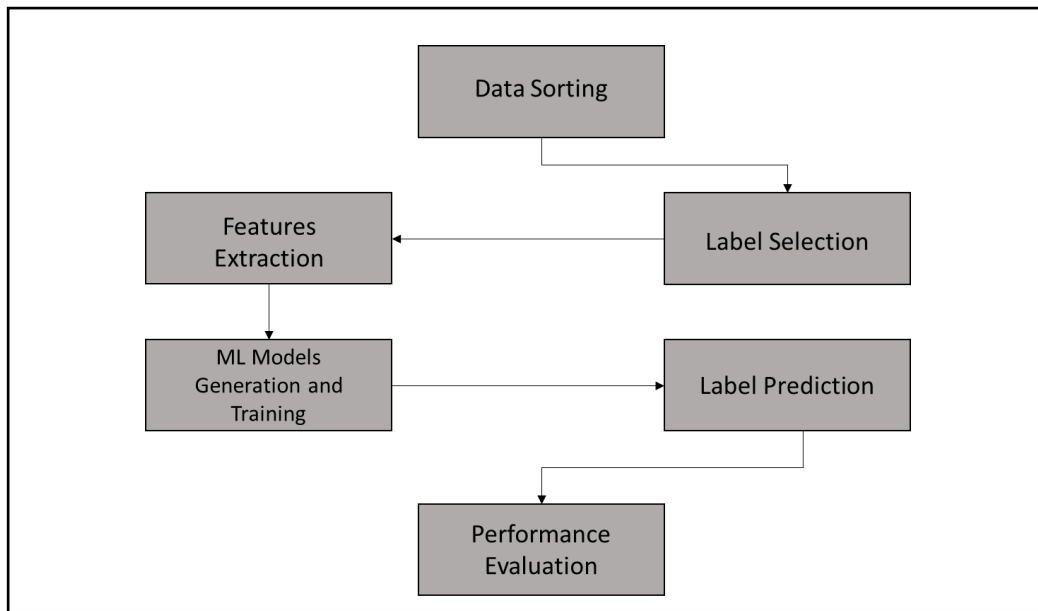 Data Sorting
Label Selection
Features
Extraction
ML Models
Generation and
Training
Label Prediction
Performance
Evaluation